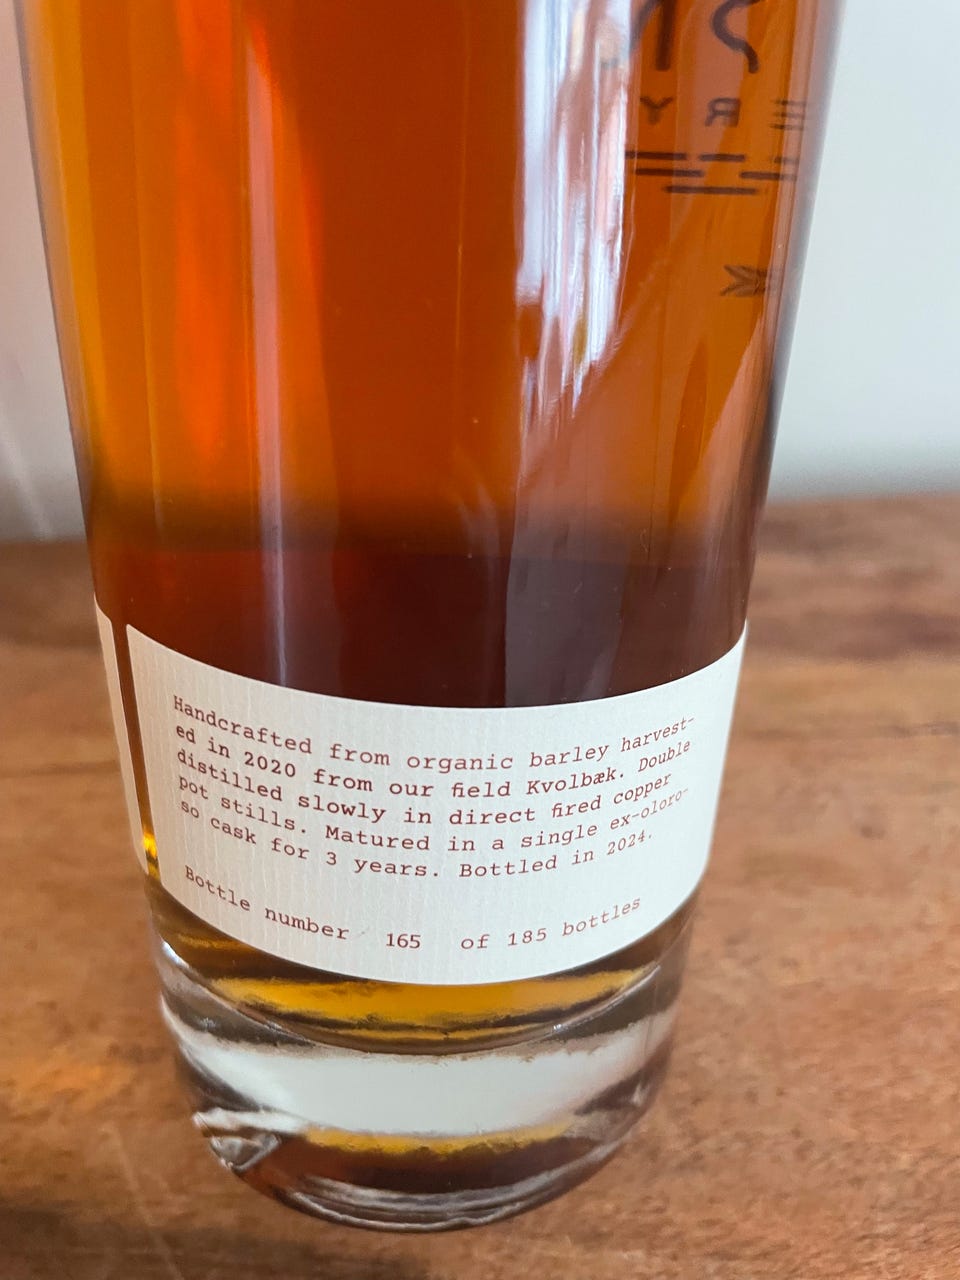 ERY
Handcrafted from organic barley harvest-
ed in 2020 from our field Kvolbæk. Double
distilled slowly in direct fired copper
pot stills. Matured in a single ex-oloro-
so cask for 3 years. Bottled in 2024.
Bottle number 165 of 185 bottles